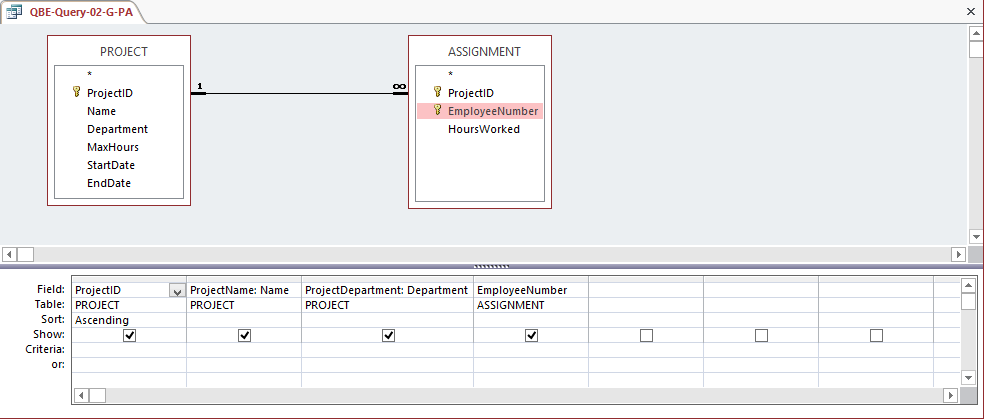 QBE-Query-02-G-PA
PROJECT
*
ProjectID
Name
Department
MaxHours
StartDate
EndDate
1
∞
ASSIGNMENT
*
ProjectID
EmployeeNumber
HoursWorked
Field: ProjectID ProjectName: Name ProjectDepartment: Department EmployeeNumber
Table: PROJECT PROJECT PROJECT ASSIGNMENT
Sort: Ascending
Show:
Criteria:
or: